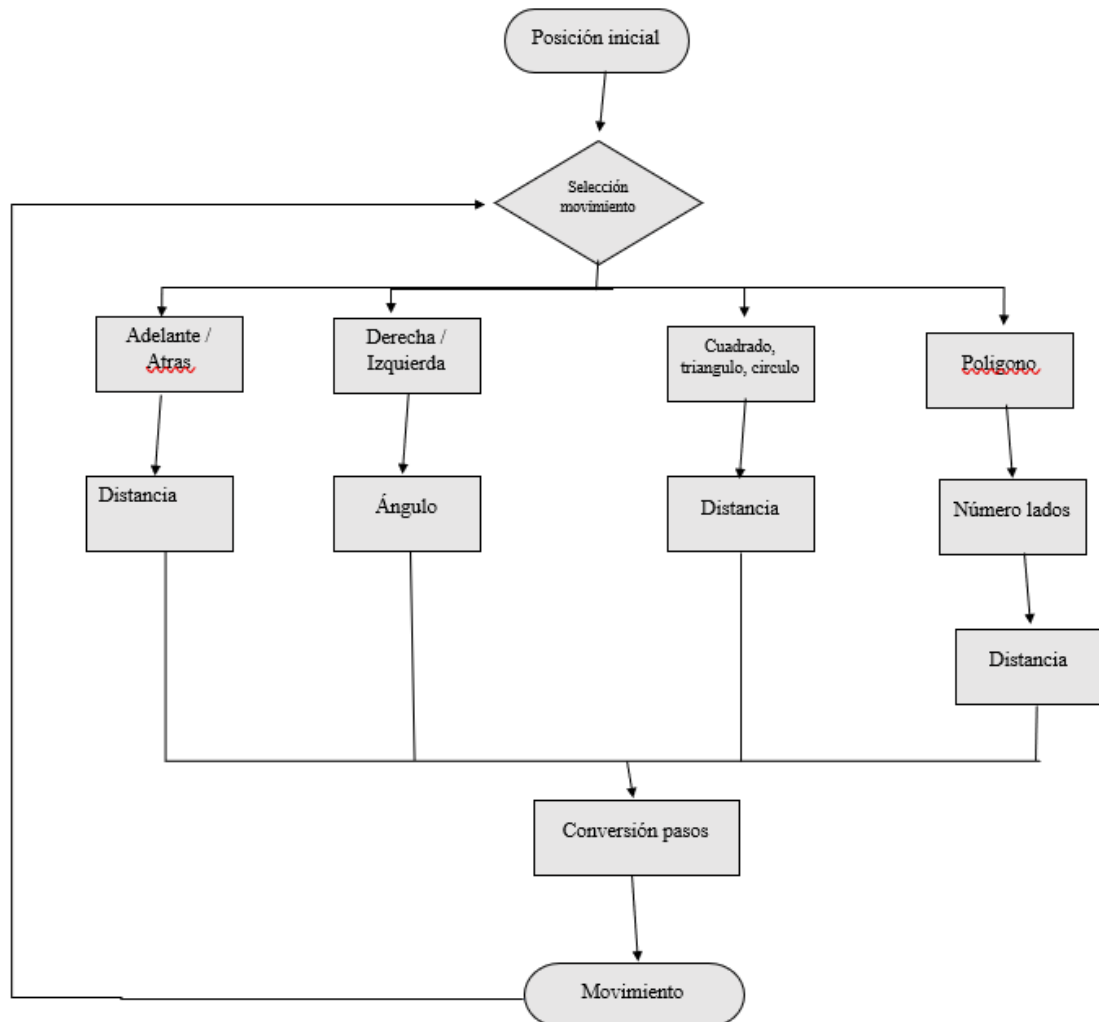 Posición inicial
Selección
movimiento
Adelante /
Atras
Derecha /
Izquierda
Cuadrado,
triangulo, circulo
Poligono
Distancia
Ángulo
Distancia
Número lados
Distancia
Conversión pasos
Movimiento